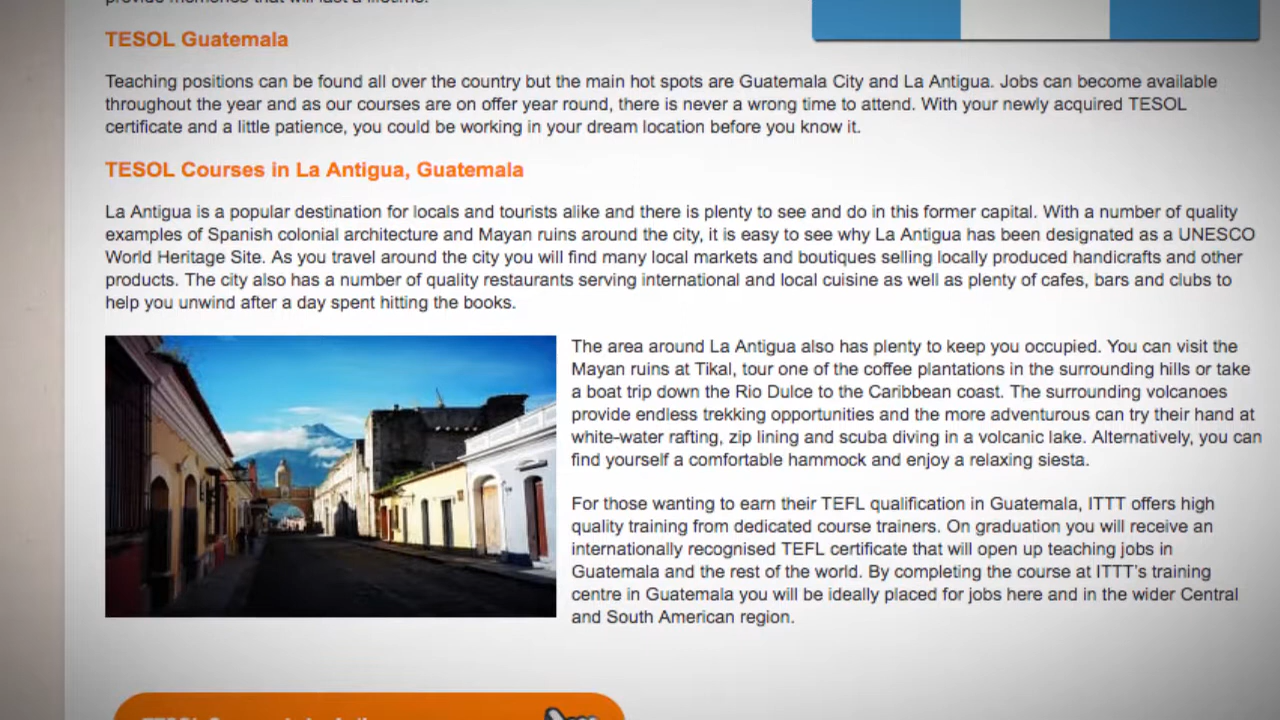 TESOL Guatemala
Teaching positions can be found all over the country but the main hot spots are Guatemala City and La Antigua. Jobs can become available
throughout the year and as our courses are on offer year round, there is never a wrong time to attend. With your newly acquired TESOL
certificate and a little patience, you could be working in your dream location before you know it.
TESOL Courses in La Antigua, Guatemala
La Antigua is a popular destination for locals and tourists alike and there is plenty to see and do in this former capital. With a number of quality
examples of Spanish colonial architecture and Mayan ruins around the city, it is easy to see why La Antigua has been designated as a UNESCO
World Heritage Site. As you travel around the city you will find many local markets and boutiques selling locally produced handicrafts and other
products. The city also has a number of quality restaurants serving international and local cuisine as well as plenty of cafes, bars and clubs to
help you unwind after a day spent hitting the books.
The area around La Antigua also has plenty to keep you occupied. You can visit the
Mayan ruins at Tikal, tour one of the coffee plantations in the surrounding hills or take
a boat trip down the Rio Dulce to the Caribbean coast. The surrounding volcanoes
provide endless trekking opportunities and the more adventurous can try their hand at
white-water rafting, zip lining and scuba diving in a volcanic lake. Alternatively, you can
find yourself a comfortable hammock and enjoy a relaxing siesta.
For those wanting to earn their TEFL qualification in Guatemala, ITTT offers high
quality training from dedicated course trainers. On graduation you will receive an
internationally recognised TEFL certificate that will open up teaching jobs in
Guatemala and the rest of the world. By completing the course at ITTT's training
centre in Guatemala you will be ideally placed for jobs here and in the wider Central
and South American region.